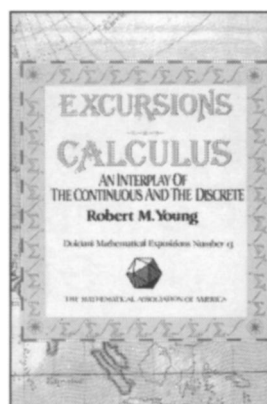 EXCURSIONS
CALCULUS
AN INTERPLAY OF
THE CONTINUOUS AND THE DISCRETE
Robert M. Young
Dolciani Mathematical Expositions Number 13
THE MATHEMATICAL ASSOCIATION OF AMERICA